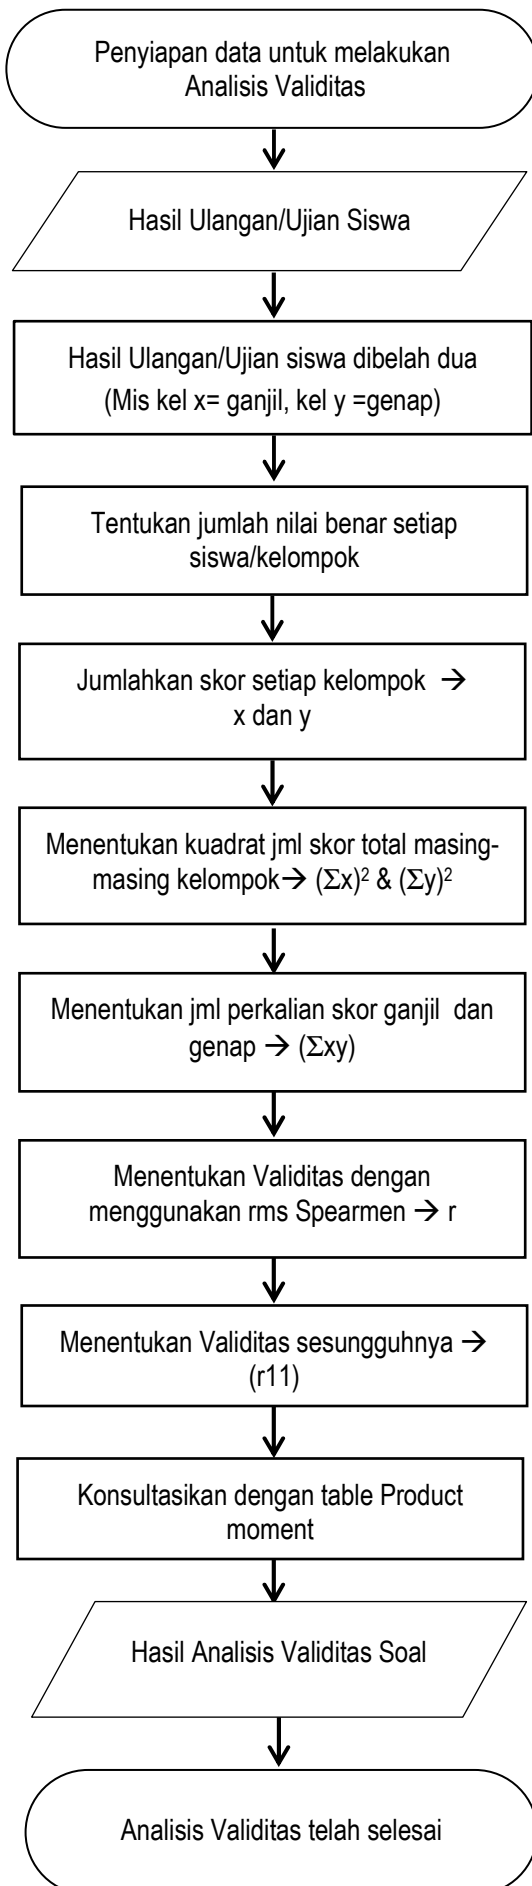 Penyiapan data untuk melakukan
Analisis Validitas
Hasil Ulangan/Ujian Siswa
Hasil Ulangan/Ujian siswa dibelah dua
(Mis kel x= ganjil, kel y =genap)
Tentukan jumlah nilai benar setiap
siswa/kelompok
Jumlahkan skor setiap kelompok →
x dan y
Menentukan kuadrat jml skor total masing-
masing kelompok→ (Σx)² & (Σy)²
Menentukan jml perkalian skor ganjil dan
genap → (Σxy)
Menentukan Validitas dengan
menggunakan rms Spearmen → r
Menentukan Validitas sesungguhnya →
(r11)
Konsultasikan dengan table Product
moment
Hasil Analisis Validitas Soal
Analisis Validitas telah selesai